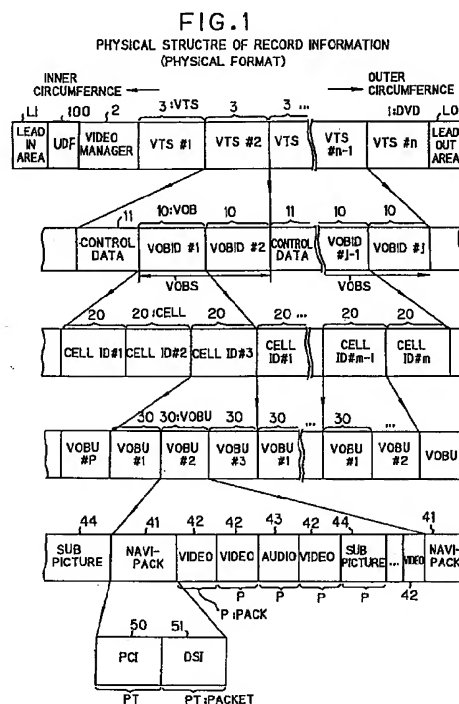 FIG.1
PHYSICAL STRUCTRE OF RECORD INFORMATION
(PHYSICAL FORMAT)
INNER CIRCUMFERNCE
OUTER CIRCUMFERNCE
LI 100 2 3:VTS 3 3 ... 1:DVD LO
LEAD IN AREA UDF VIDEO MANAGER VTS #1 VTS #2 VTS VTS #n-1 VTS #n LEAD OUT AREA
11 10:VOB 10 11 10 10
CONTROL DATA VOBID #1 VOBID #2 CONTROL DATA VOBID #J-1 VOBID #J
VOBS VOBS
20 20:CELL 20 20 ... 20 20
CELL ID#1 CELL ID#2 CELL ID#3 CELL ID#1 CELL ID#m-1 CELL ID#m
30 30:VOBU 30 30 ... 30 ...
VOBU #P VOBU #1 VOBU #2 VOBU #3 VOBU #1 VOBU #1 VOBU #2 VOBU
44 41 42 42 43 42 44 41
SUB PICTURE NAVI-PACK VIDEO VIDEO AUDIO VIDEO SUB PICTURE ... VIDEO NAVI-PACK
P P P P 42
P:PACK
50 51
PCI DSI
PT PT:PACKET